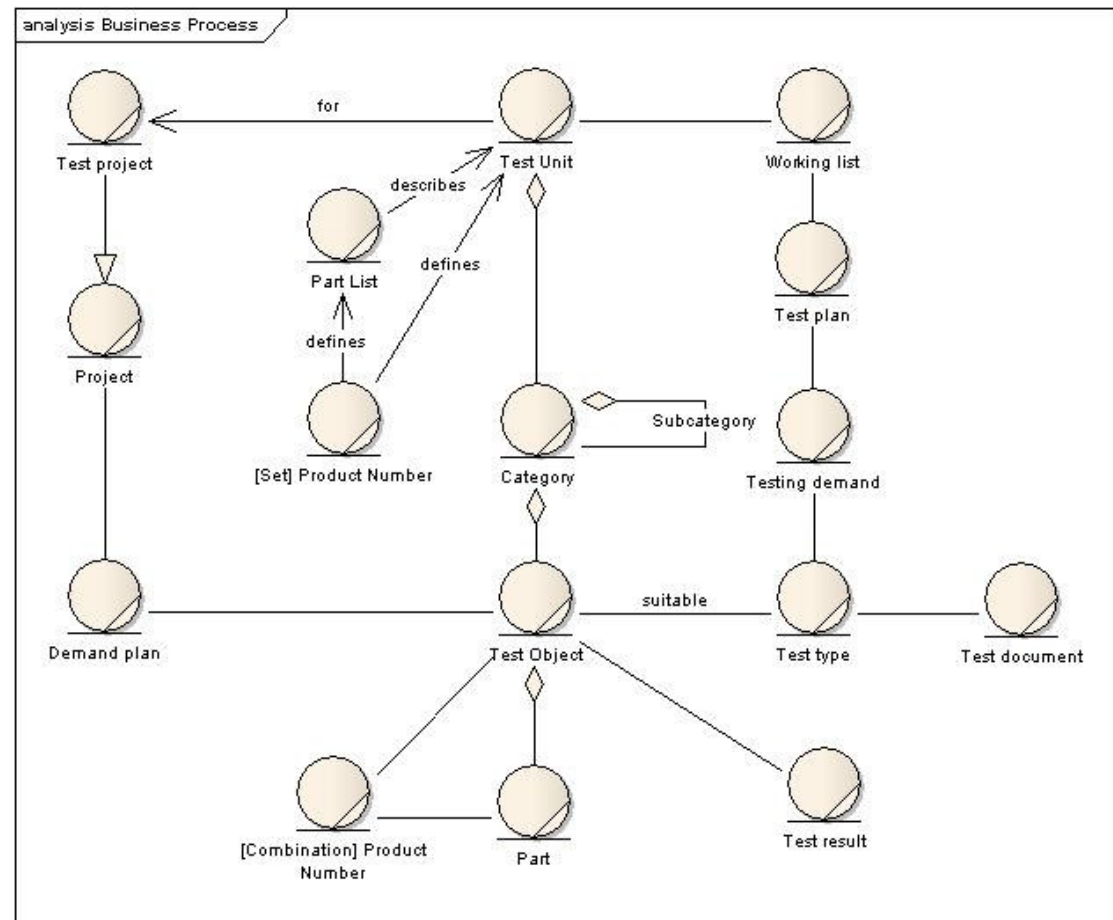 analysis Business Process
for
Test project
Test Unit
Working list
describes
defines
Part List
Test plan
defines
Project
Subcategory
[Set] Product Number
Category
Testing demand
suitable
Demand plan
Test Object
Test type
Test document
[Combination] Product
Number
Part
Test result